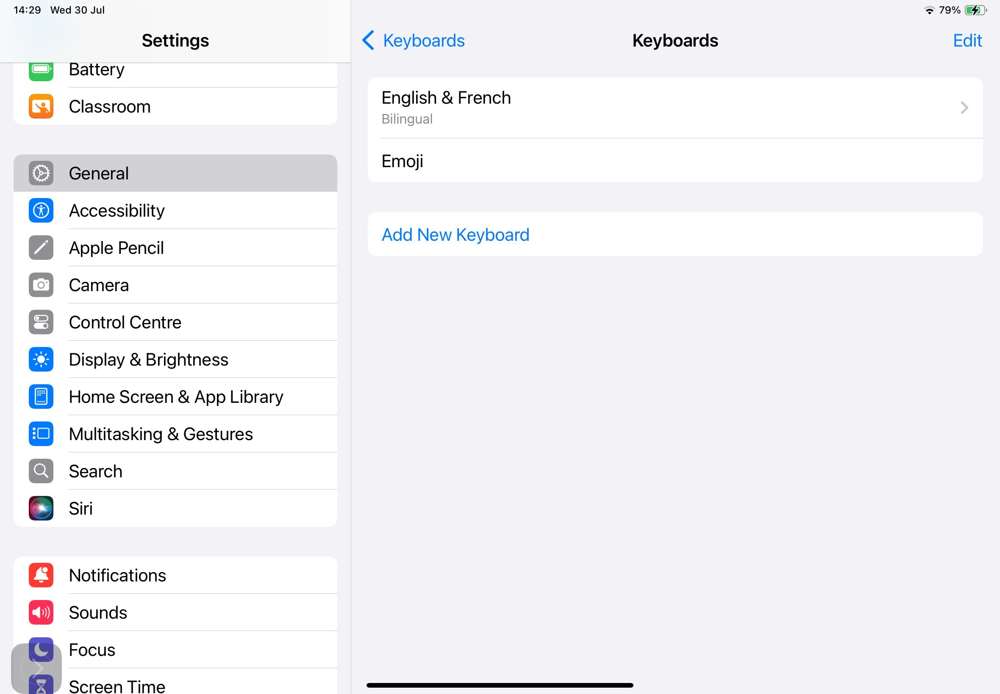 14:29 Wed 30 Jul
79%
Settings
Battery
Classroom
General
Accessibility
Apple Pencil
Camera
Control Centre
Display & Brightness
Home Screen & App Library
Multitasking & Gestures
Search
Siri
Notifications
Sounds
Focus
Screen Time
Keyboards
Keyboards
Edit
English & French
Bilingual
Emoji
Add New Keyboard